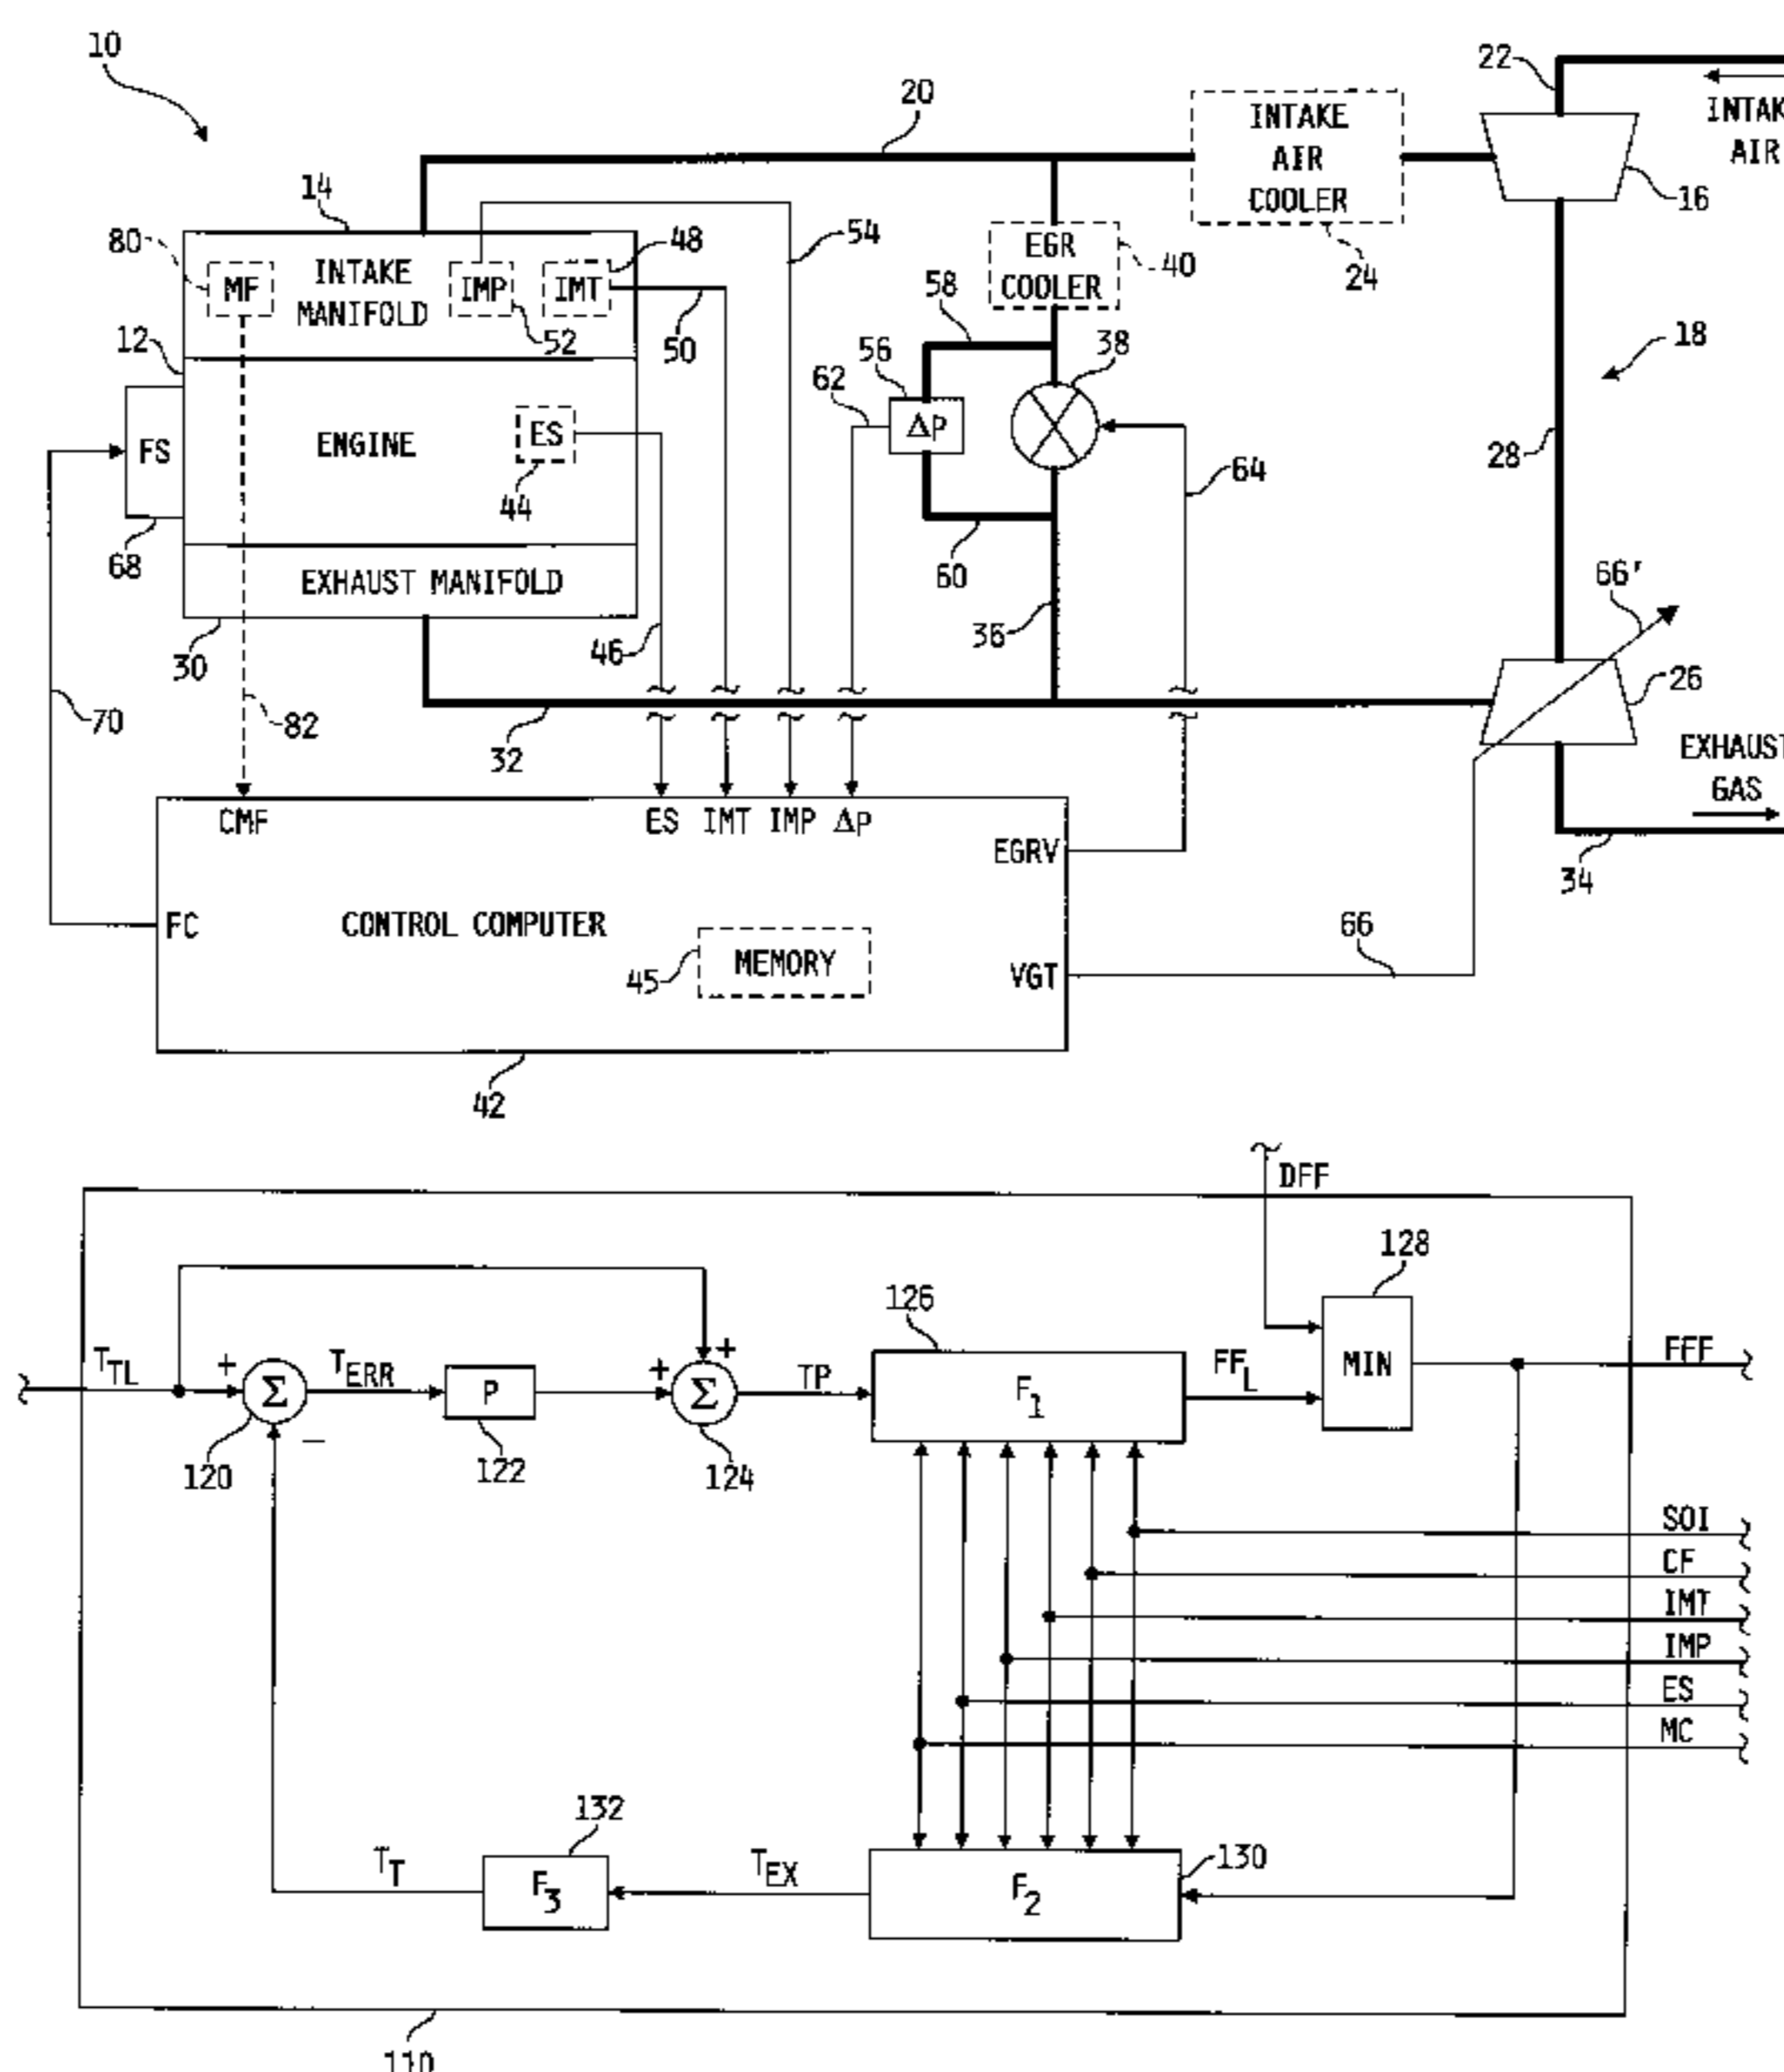 10
22
INTAK
AIR
20
INTAKE
AIR
COOLER
16
14
54
24
80
MF
INTAKE
MANIFOLD
IMP
IMT
48
EGR
COOLER
40
52
50
58
18
12
56
38
62
ΔP
FS
ENGINE
ES
44
64
28
68
60
66'
EXHAUST MANIFOLD
36
30
46
26
70
82
32
EXHAUST
GAS
CMF
ES IMT IMP ΔP
EGRV
34
FC
CONTROL COMPUTER
45
MEMORY
66
VGT
42
DFF
128
126
TTL
+
Σ
TERR
P
+
+
Σ
TP
F1
FFL
MIN
FFF
−
120
122
124
SOI
CF
IMT
IMP
ES
MC
132
TT
F3
TEX
F2
130
110